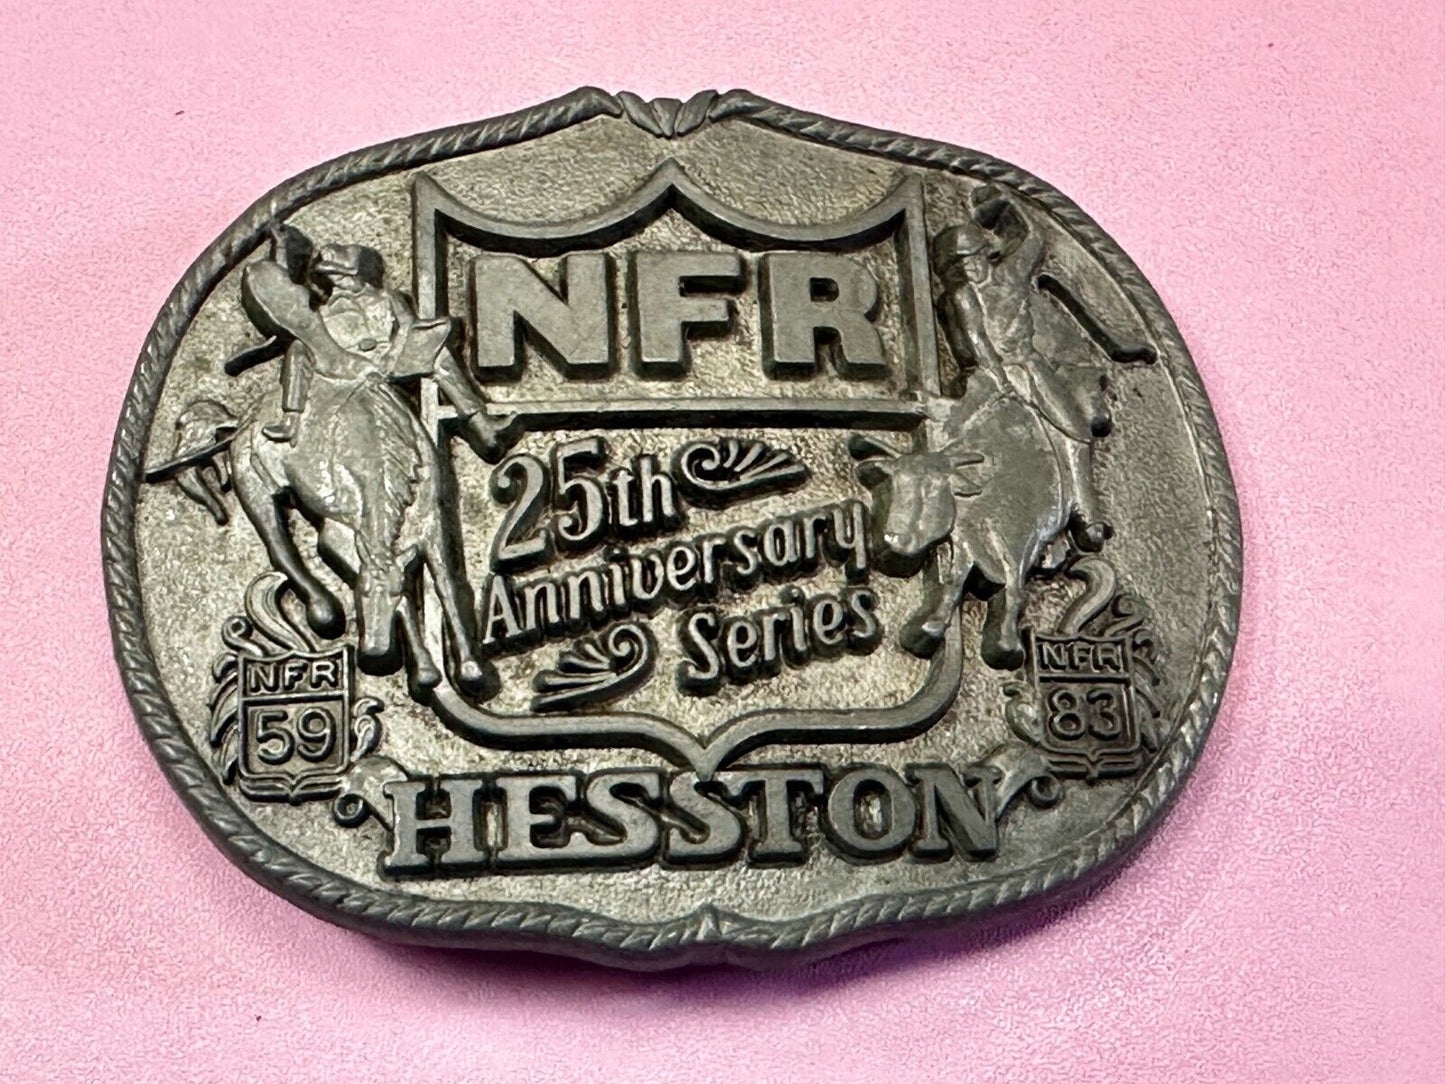 NFR
25th
Anniversary
Series
NFR
59
NFR
83
HESSTON